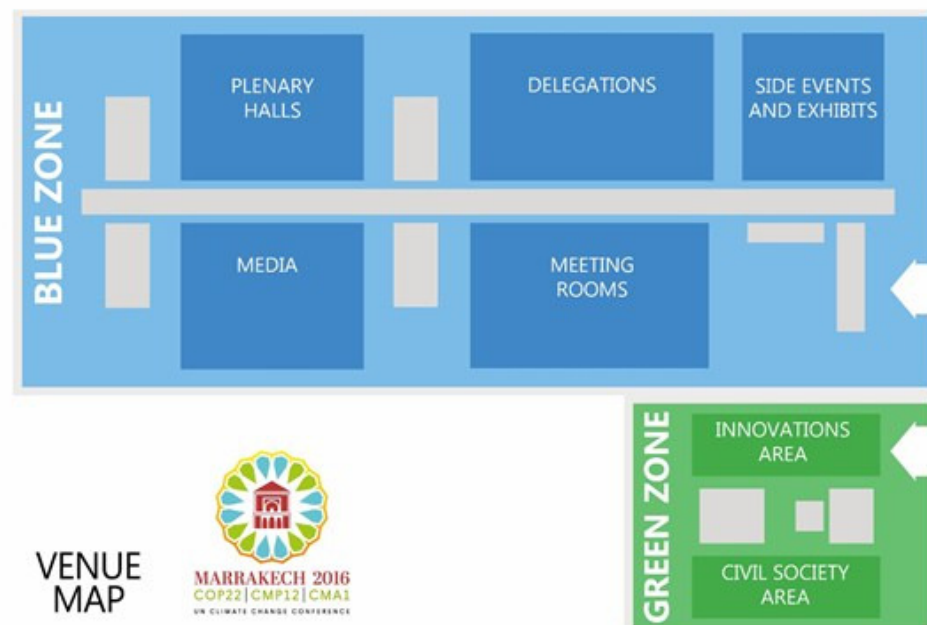 BLUE ZONE
PLENARY
HALLS
DELEGATIONS
SIDE EVENTS
AND EXHIBITS
MEDIA
MEETING
ROOMS
GREEN ZONE
INNOVATIONS
AREA
CIVIL SOCIETY
AREA
VENUE
MAP
MARRAKECH 2016
COP22|CMP12|CMA1
UN CLIMATE CHANGE CONFERENCE